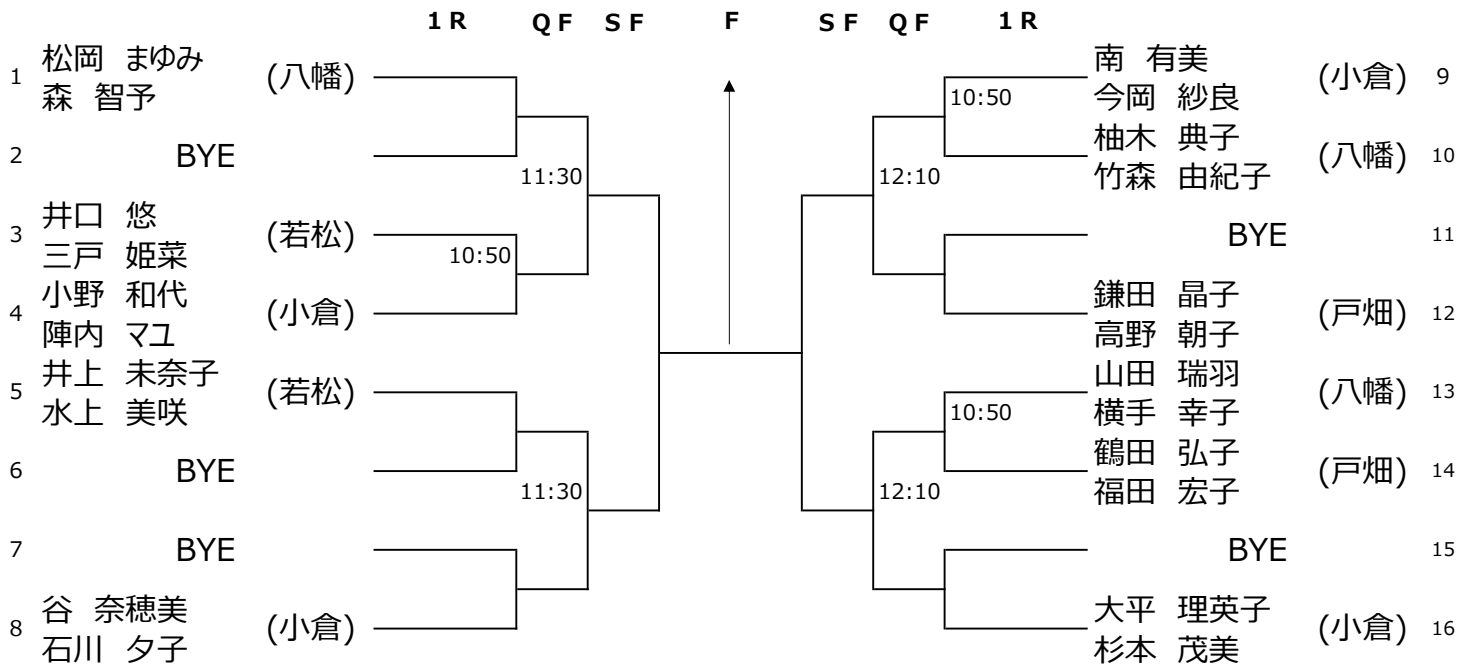 1 R Q F S F F S F Q F 1 R
1 松岡 まゆみ
森 智予 (八幡)
2 BYE
11:30
3 井口 悠
三戸 姫菜 (若松)
10:50
4 小野 和代
陣内 マユ (小倉)
5 井上 未奈子
水上 美咲 (若松)
6 BYE
11:30
7 BYE
8 谷 奈穂美
石川 夕子 (小倉)
南 有美
今岡 紗良 (小倉) 9
10:50
柚木 典子
竹森 由紀子 (八幡) 10
12:10
BYE 11
鎌田 晶子
高野 朝子 (戸畑) 12
山田 瑞羽
横手 幸子 (八幡) 13
10:50
鶴田 弘子
福田 宏子 (戸畑) 14
12:10
BYE 15
大平 理英子
杉本 茂美 (小倉) 16